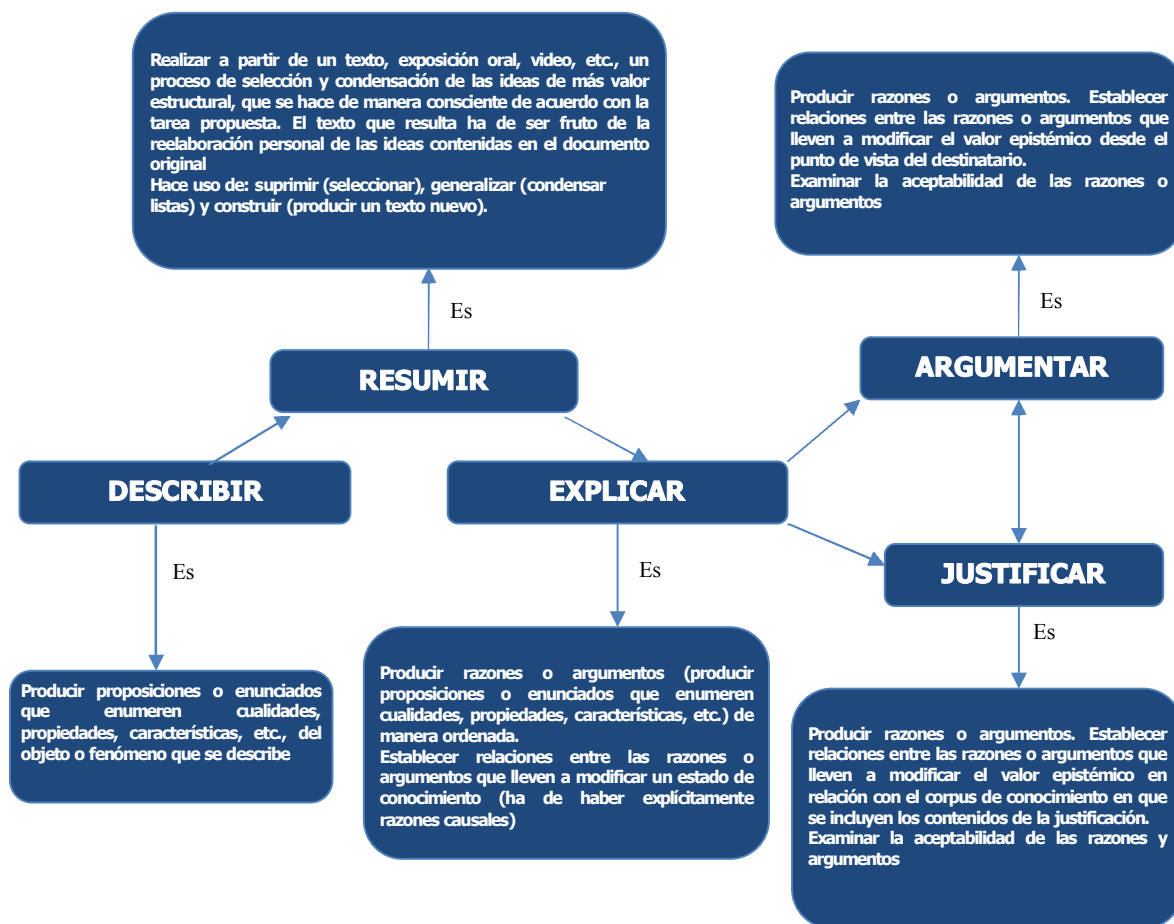 Realizar a partir de un texto, exposición oral, video, etc., un
proceso de selección y condensación de las ideas de más valor
estructural, que se hace de manera consciente de acuerdo con la
tarea propuesta. El texto que resulta ha de ser fruto de la
reelaboración personal de las ideas contenidas en el documento
original
Hace uso de: suprimir (seleccionar), generalizar (condensar
listas) y construir (producir un texto nuevo).
Producir razones o argumentos. Establecer
relaciones entre las razones o argumentos que
lleven a modificar el valor epistémico desde el
punto de vista del destinatario.
Examinar la aceptabilidad de las razones o
argumentos
Es
Es
RESUMIR
ARGUMENTAR
DESCRIBIR
EXPLICAR
JUSTIFICAR
Es
Es
Es
Producir proposiciones o enunciados
que enumeren cualidades,
propiedades, características, etc., del
objeto o fenómeno que se describe
Producir razones o argumentos (producir
proposiciones o enunciados que enumeren
cualidades, propiedades, características, etc.) de
manera ordenada.
Establecer relaciones entre las razones o
argumentos que lleven a modificar un estado de
conocimiento (ha de haber explícitamente
razones causales)
Producir razones o argumentos. Establecer
relaciones entre las razones o argumentos que
lleven a modificar el valor epistémico en
relación con el corpus de conocimiento en que
se incluyen los contenidos de la justificación.
Examinar la aceptabilidad de las razones y
argumentos